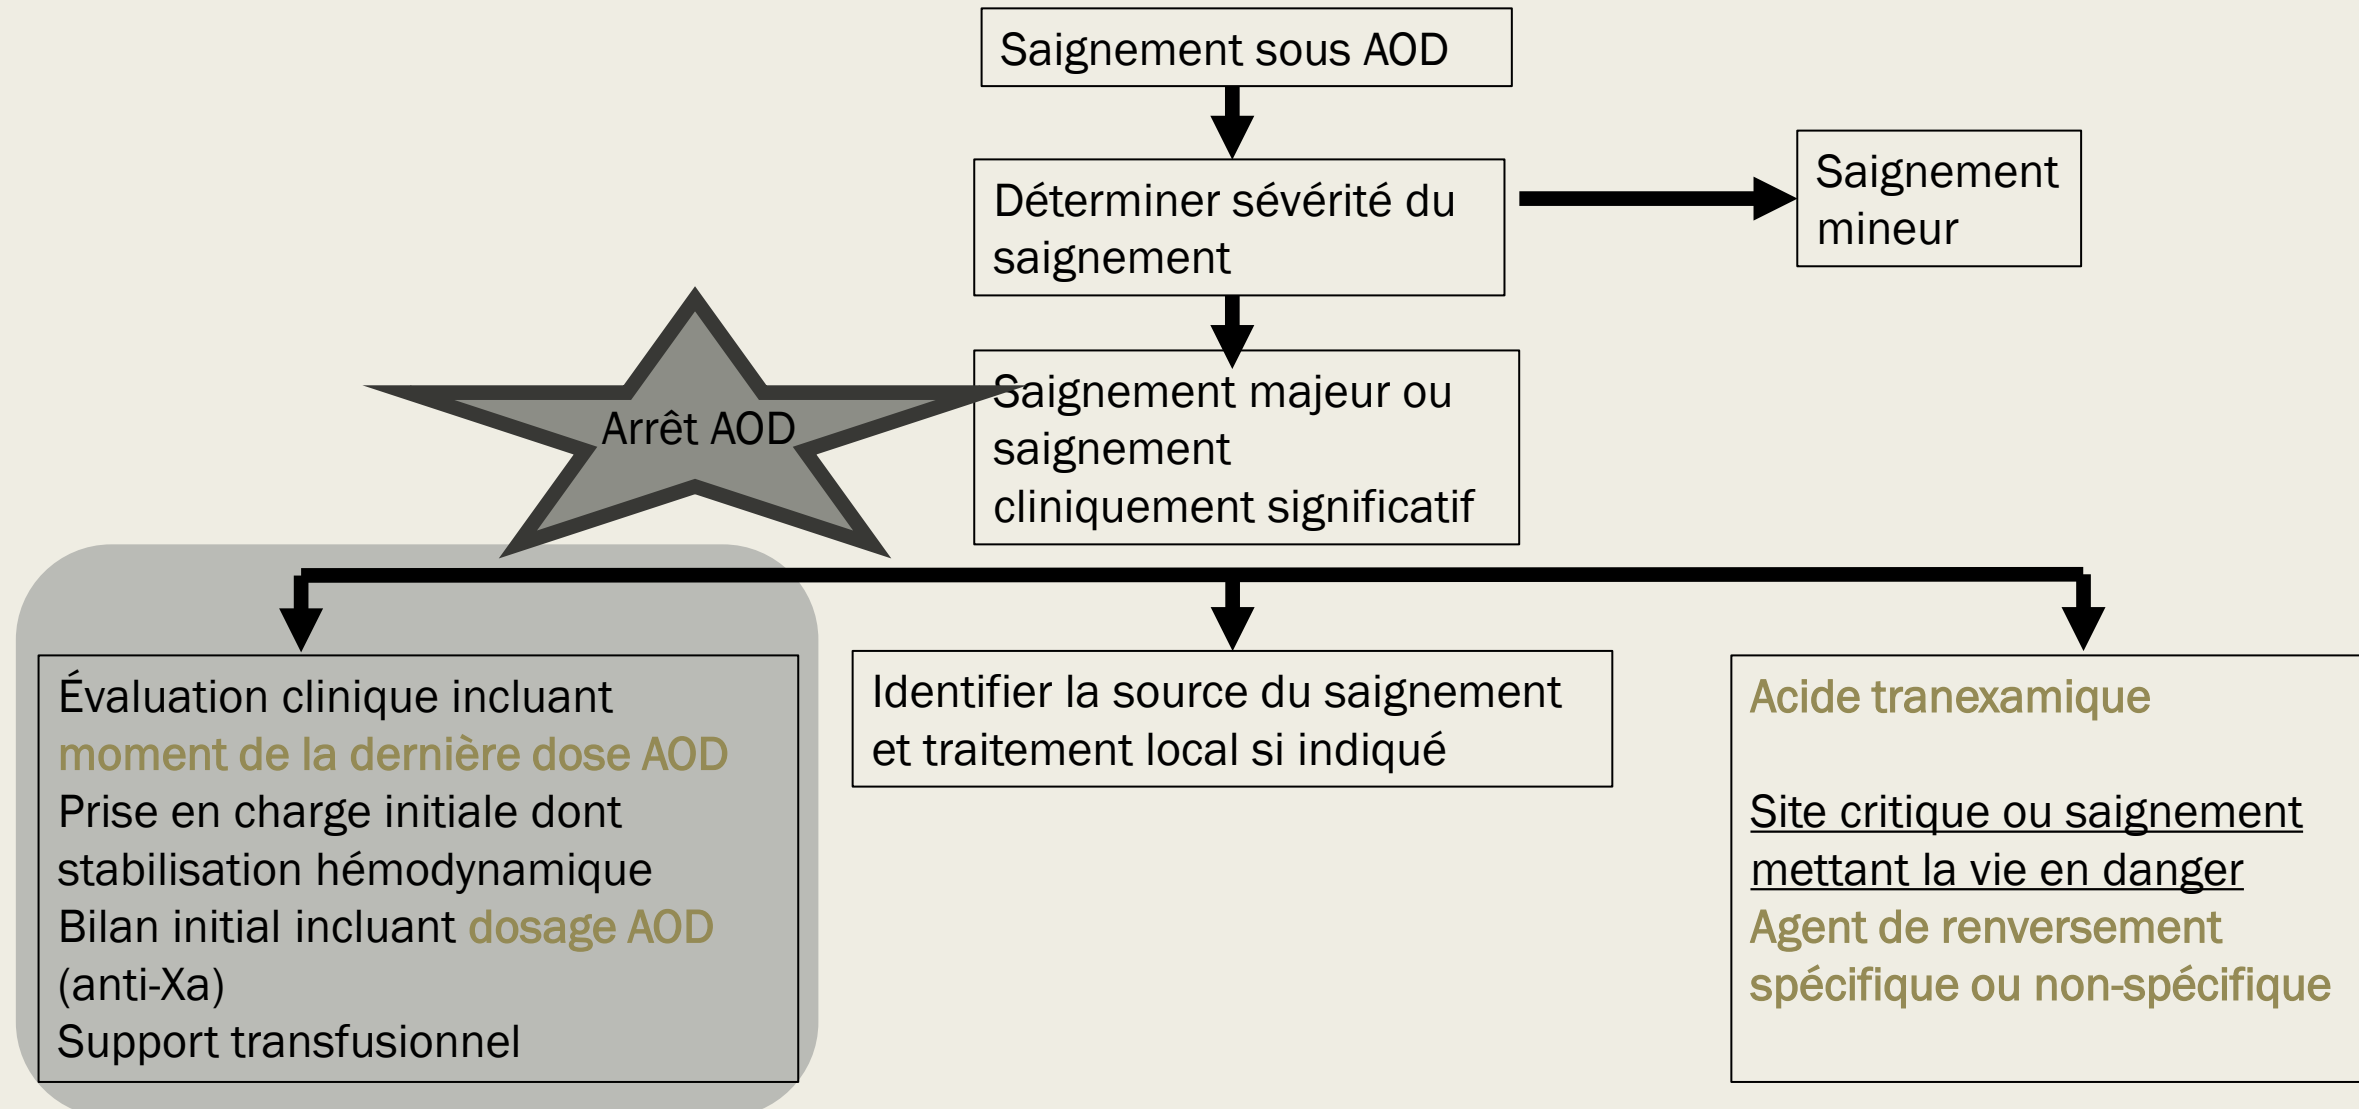 Saignement sous AOD
Déterminer sévérité du
saignement
Saignement
mineur
Arrêt AOD
Saignement majeur ou
saignement
cliniquement significatif
Évaluation clinique incluant
moment de la dernière dose AOD
Prise en charge initiale dont
stabilisation hémodynamique
Bilan initial incluant dosage AOD
(anti-Xa)
Support transfusionnel
Identifier la source du saignement
et traitement local si indiqué
Acide tranexamique
Site critique ou saignement
mettant la vie en danger
Agent de renversement
spécifique ou non-spécifique